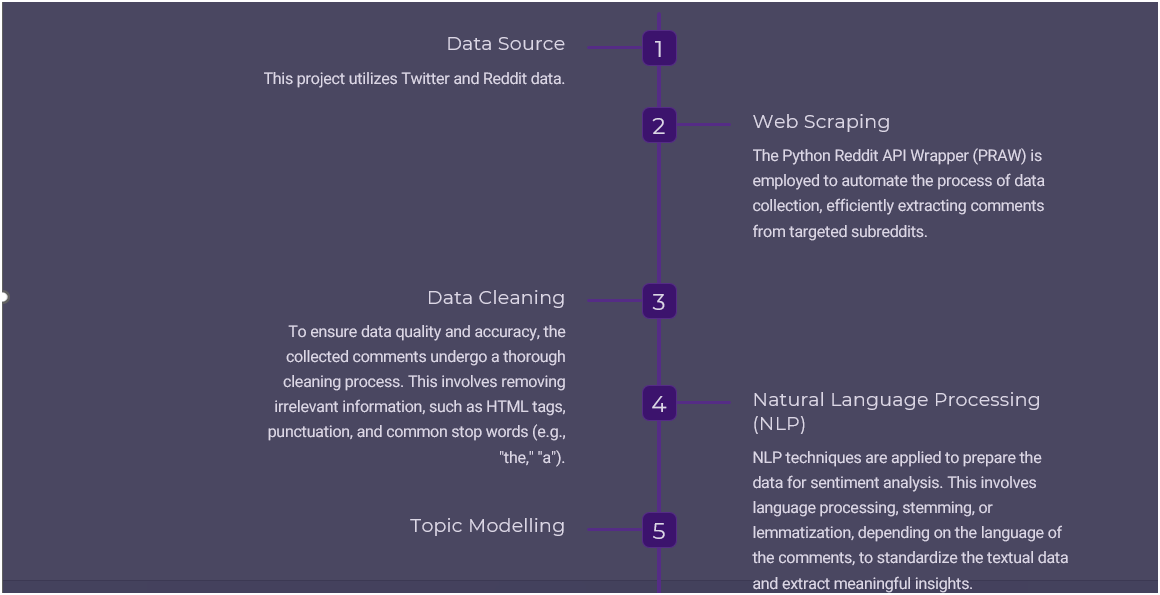 Data Source
1
This project utilizes Twitter and Reddit data.
2
Web Scraping
The Python Reddit API Wrapper (PRAW) is
employed to automate the process of data
collection, efficiently extracting comments
from targeted subreddits.
Data Cleaning
3
To ensure data quality and accuracy, the
collected comments undergo a thorough
cleaning process. This involves removing
irrelevant information, such as HTML tags,
punctuation, and common stop words (e.g.,
"the," "a").
4
Natural Language Processing
(NLP)
NLP techniques are applied to prepare the
data for sentiment analysis. This involves
language processing, stemming, or
lemmatization, depending on the language of
the comments, to standardize the textual data
and extract meaningful insights.
Topic Modelling
5